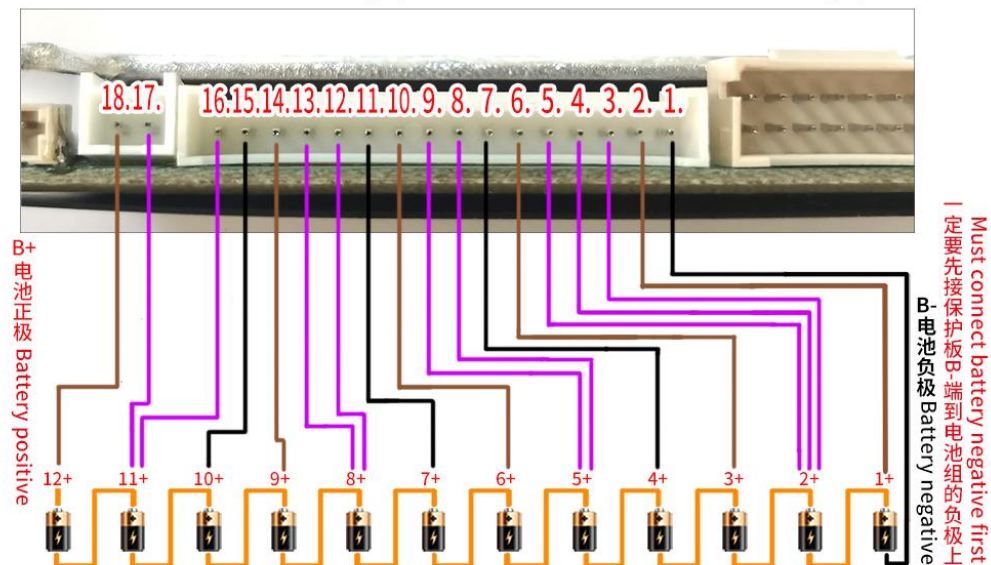 18.17. 16.15.14.13.12.11.10. 9. 8. 7. 6. 5. 4. 3. 2. 1.
B+
电池正极 Battery positive
12+ 11+ 10+ 9+ 8+ 7+ 6+ 5+ 4+ 3+ 2+ 1+
B-
电池负极 Battery negative
一定要先接保护板B-端到电池组的负极上
Must connect battery negative first